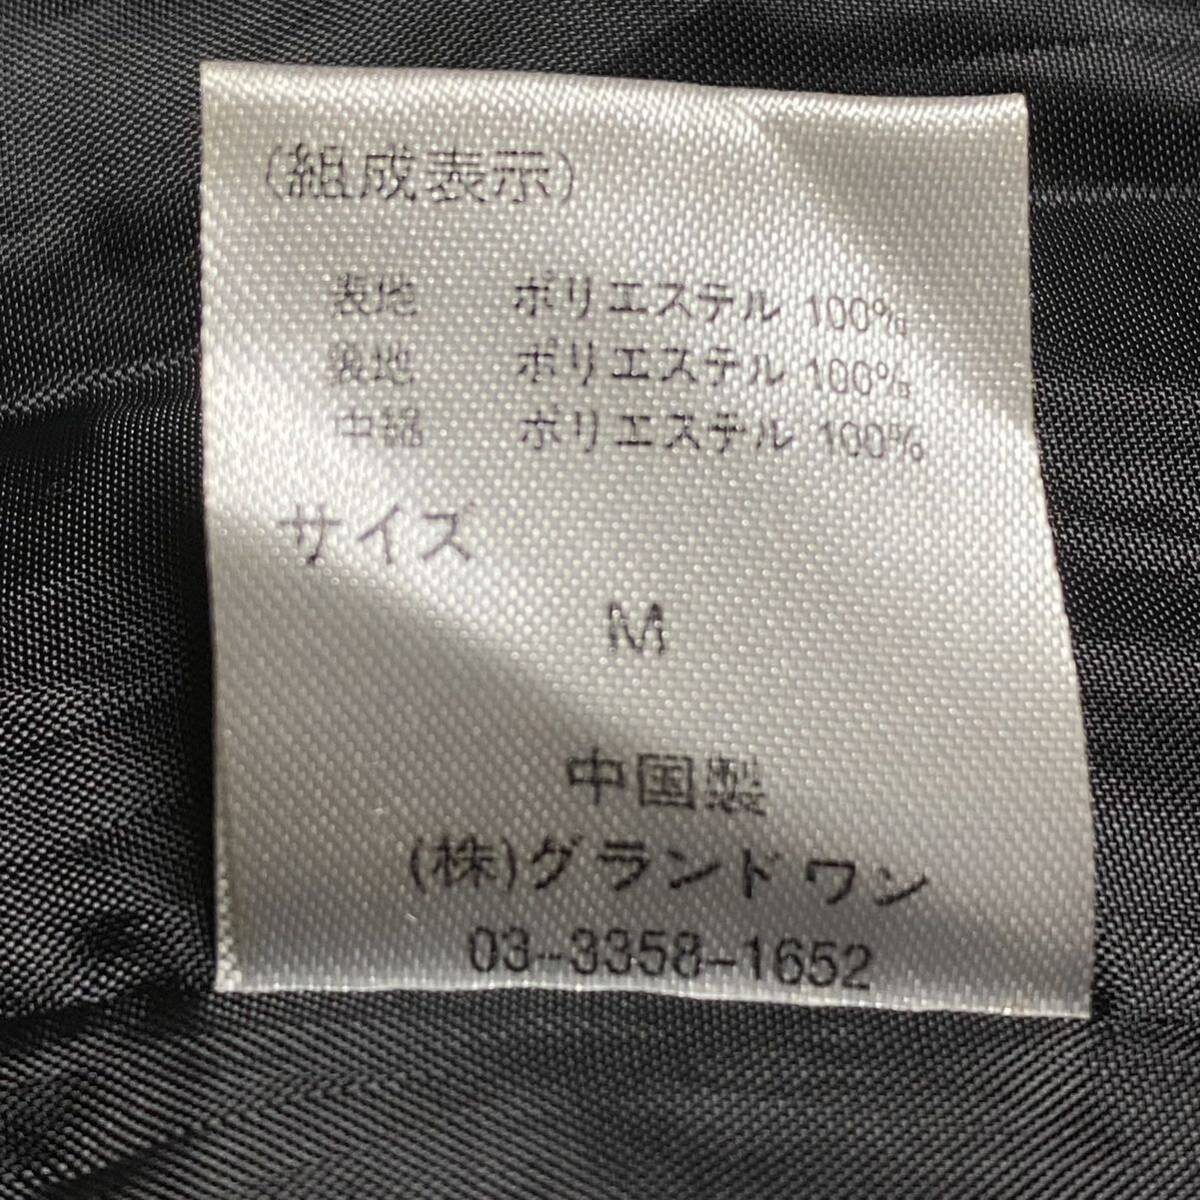 (組成表示)
表地 ポリエステル 100%
裏地 ポリエステル 100%
中綿 ポリエステル 100%
サイズ
M
中国製
(株)グランドワン
03-3358-1652